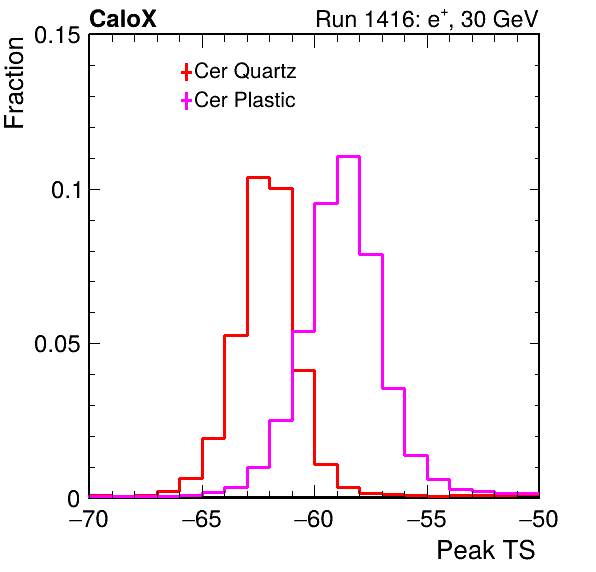 CaloX Run 1416: e⁺, 30 GeV
Fraction
0.15
Cer Quartz
Cer Plastic
0.1
0.05
0
−70 −65 −60 −55 −50
Peak TS